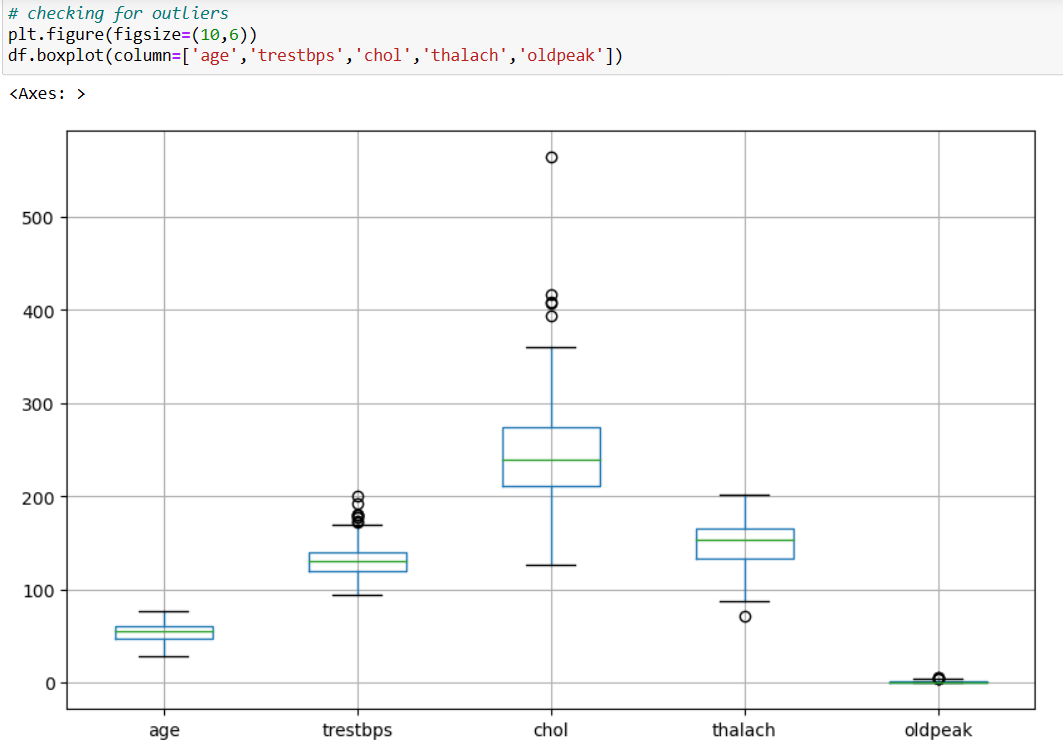 # checking for outliers
plt.figure(figsize=(10,6))
df.boxplot(column=['age','trestbps','chol','thalach','oldpeak'])
<Axes: >
500
400
300
200
100
0
age trestbps chol thalach oldpeak